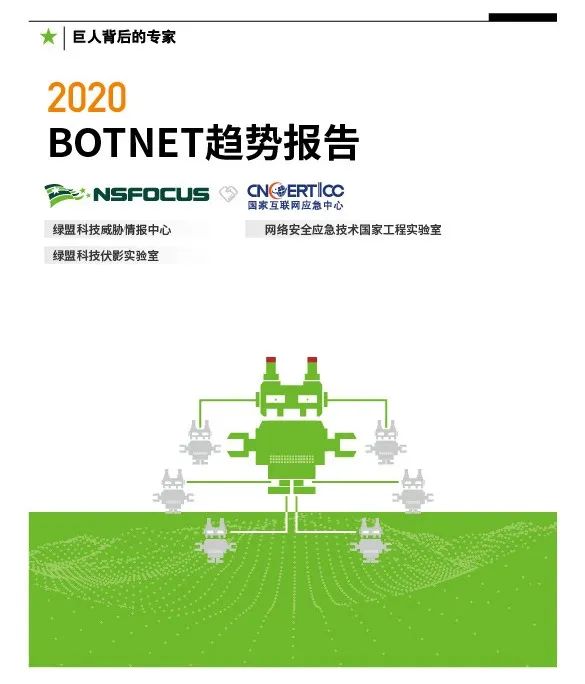 巨人背后的专家
2020
BOTNET趋势报告
NSFOCUS CNCERT/CC
国家互联网应急中心
绿盟科技威胁情报中心 网络安全应急技术国家工程实验室
绿盟科技伏影实验室